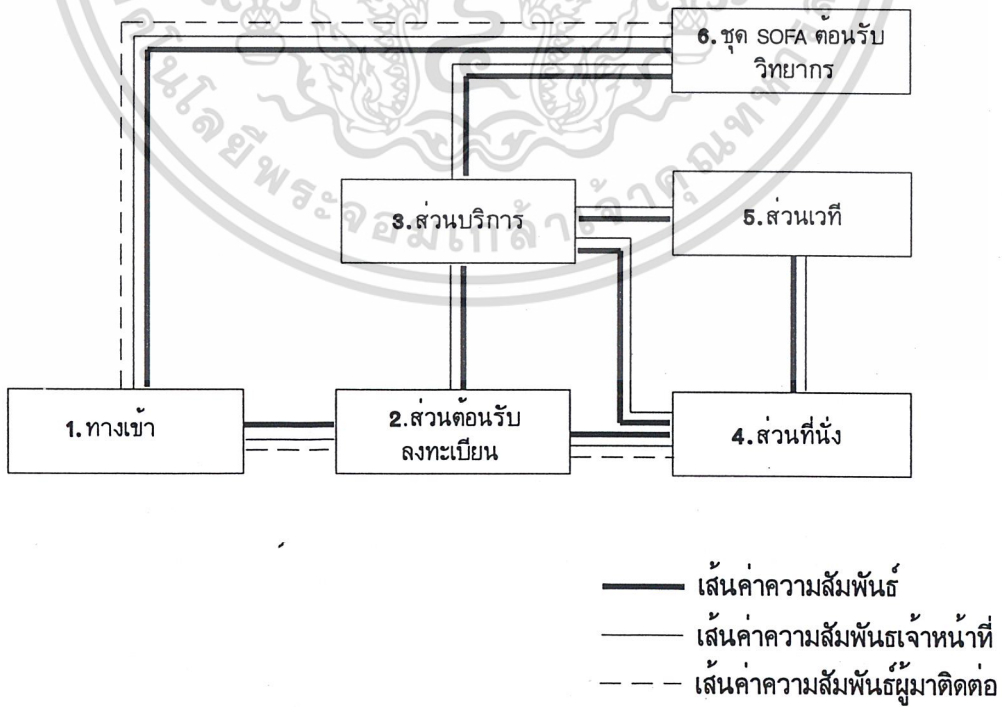 6. ชุด SOFA ต้อนรับ
วิทยากร
3. ส่วนบริการ
5. ส่วนเวที
1. ทางเข้า
2. ส่วนต้อนรับ
ลงทะเบียน
4. ส่วนที่นั่ง
เส้นค่าความสัมพันธ์
เส้นค่าความสัมพันธเจ้าหน้าที่
เส้นค่าความสัมพันธ์ผู้มาติดต่อ